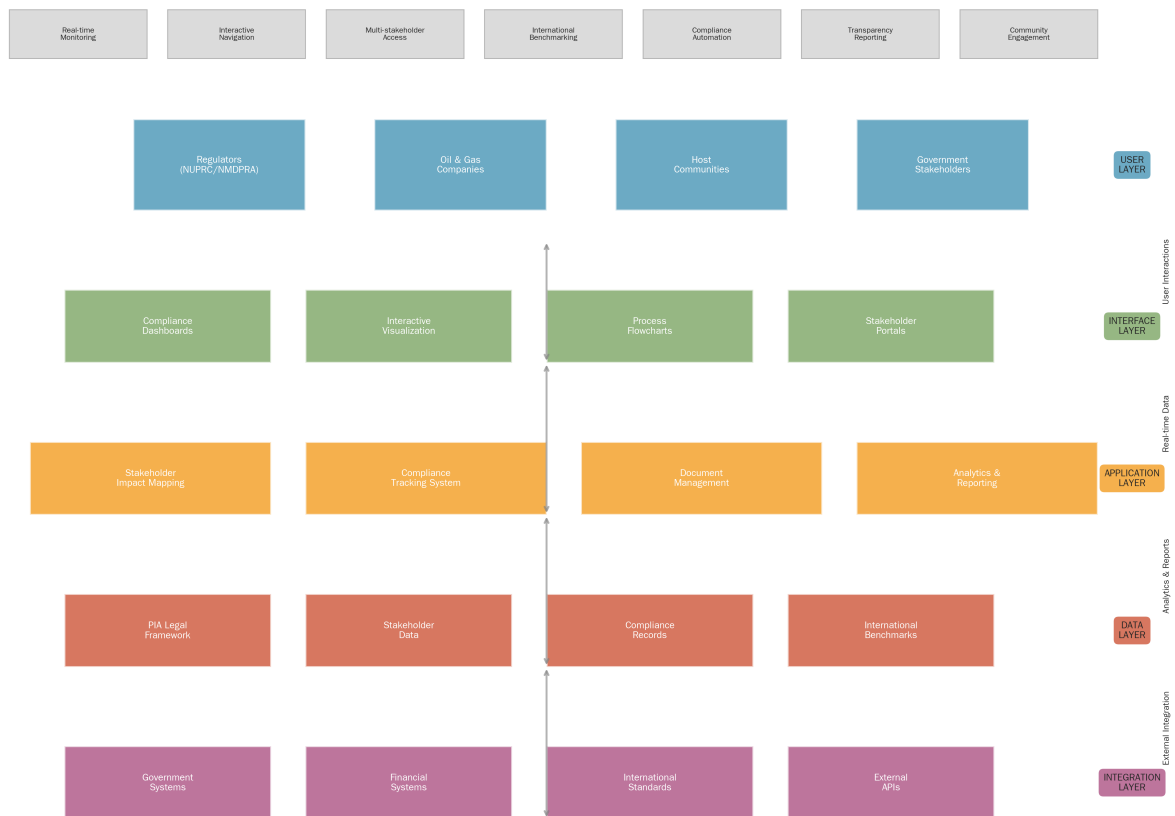 Real-time
Monitoring
Interactive
Navigation
Multi-stakeholder
Access
International
Benchmarking
Compliance
Automation
Transparency
Reporting
Community
Engagement
Regulators
(NUPRC/NMDPRA)
Oil & Gas
Companies
Host
Communities
Government
Stakeholders
USER
LAYER
User Interactions
Compliance
Dashboards
Interactive
Visualization
Process
Flowcharts
Stakeholder
Portals
INTERFACE
LAYER
Real-time Data
Stakeholder
Impact Mapping
Compliance
Tracking System
Document
Management
Analytics &
Reporting
APPLICATION
LAYER
Analytics & Reports
PIA Legal
Framework
Stakeholder
Data
Compliance
Records
International
Benchmarks
DATA
LAYER
External Integration
Government
Systems
Financial
Systems
International
Standards
External
APIs
INTEGRATION
LAYER